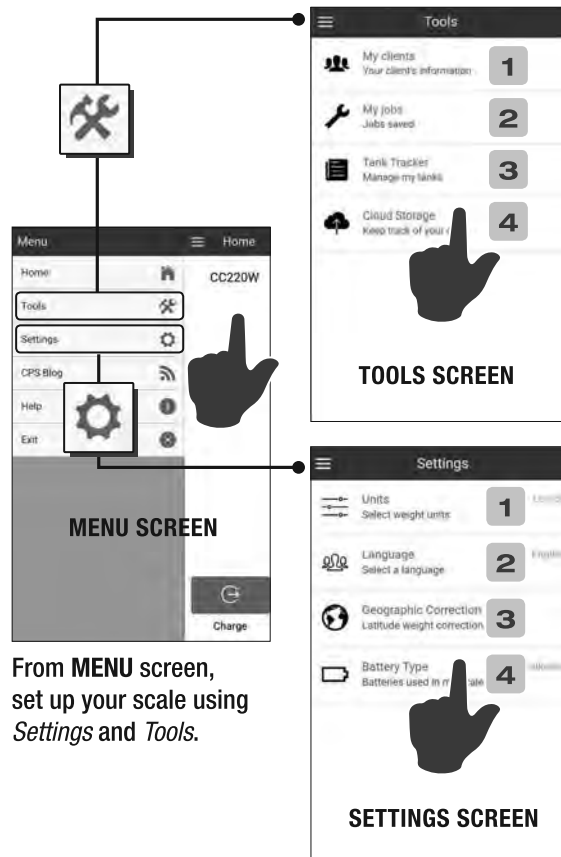 Tools
My clients
Your client's information
1
My jobs
Jobs saved
2
Tank Tracker
Manage my tanks
3
Cloud Storage
Keep track of your
4
TOOLS SCREEN
Menu
Home
Home
CC220W
Tools
Settings
CPS Blog
Help
Exit
MENU SCREEN
Charge
From MENU screen,
set up your scale using
Settings and Tools.
Settings
Units
Select weight units
1
Language
Select a language
2
Geographic Correction
Latitude weight correction
3
Battery Type
Batteries used in
4
SETTINGS SCREEN